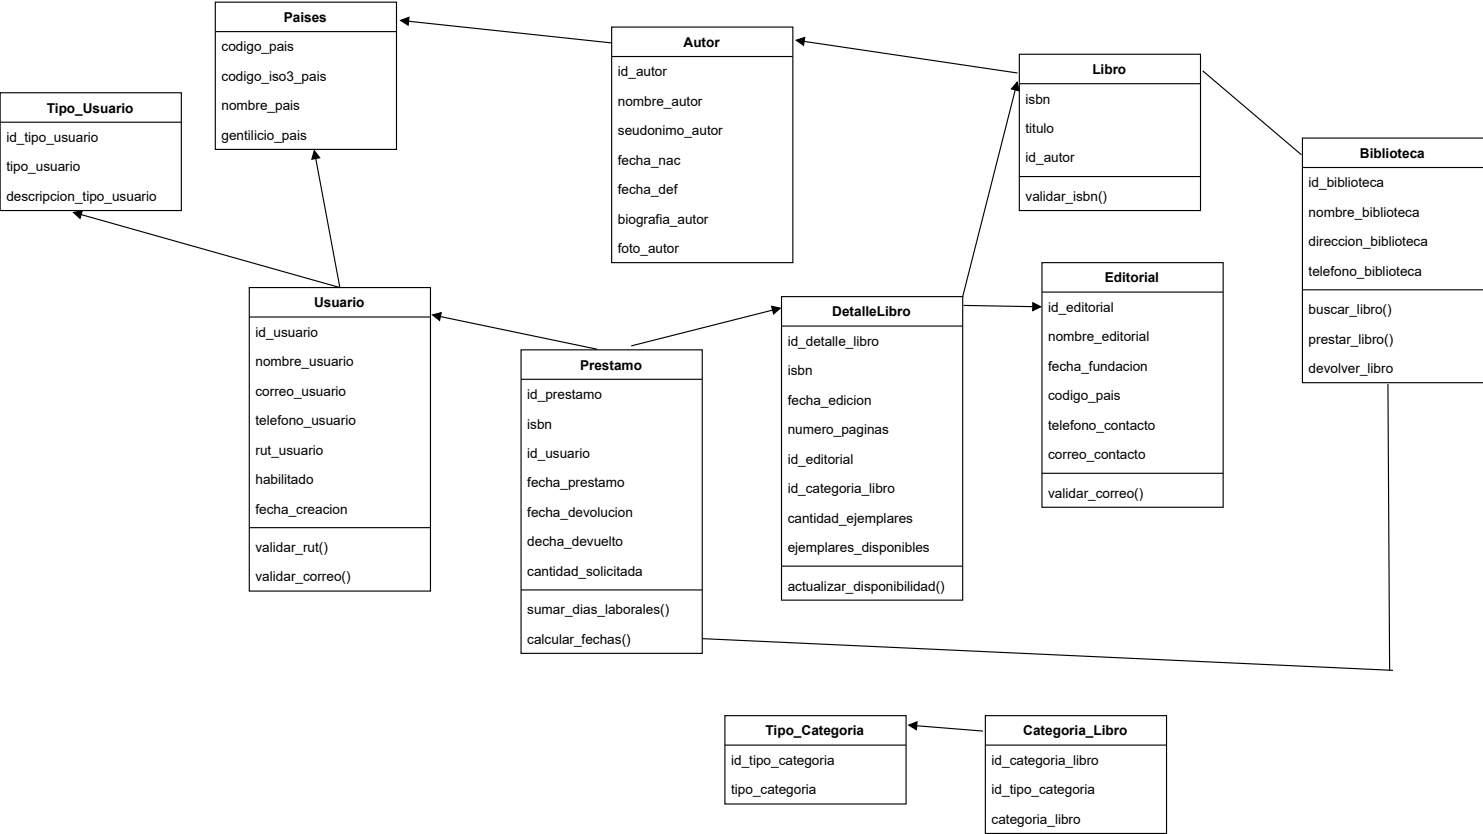 Paises
codigo_pais
codigo_iso3_pais
nombre_pais
gentilicio_pais
Autor
id_autor
nombre_autor
seudonimo_autor
fecha_nac
fecha_def
biografia_autor
foto_autor
Libro
isbn
titulo
id_autor
validar_isbn()
Tipo_Usuario
id_tipo_usuario
tipo_usuario
descripcion_tipo_usuario
Biblioteca
id_biblioteca
nombre_biblioteca
direccion_biblioteca
telefono_biblioteca
buscar_libro()
prestar_libro()
devolver_libro
Usuario
id_usuario
nombre_usuario
correo_usuario
telefono_usuario
rut_usuario
habilitado
fecha_creacion
validar_rut()
validar_correo()
Prestamo
id_prestamo
isbn
id_usuario
fecha_prestamo
fecha_devolucion
decha_devuelto
cantidad_solicitada
sumar_dias_laborales()
calcular_fechas()
DetalleLibro
id_detalle_libro
isbn
fecha_edicion
numero_paginas
id_editorial
id_categoria_libro
cantidad_ejemplares
ejemplares_disponibles
actualizar_disponibilidad()
Editorial
id_editorial
nombre_editorial
fecha_fundacion
codigo_pais
telefono_contacto
correo_contacto
validar_correo()
Tipo_Categoria
id_tipo_categoria
tipo_categoria
Categoria_Libro
id_categoria_libro
id_tipo_categoria
categoria_libro